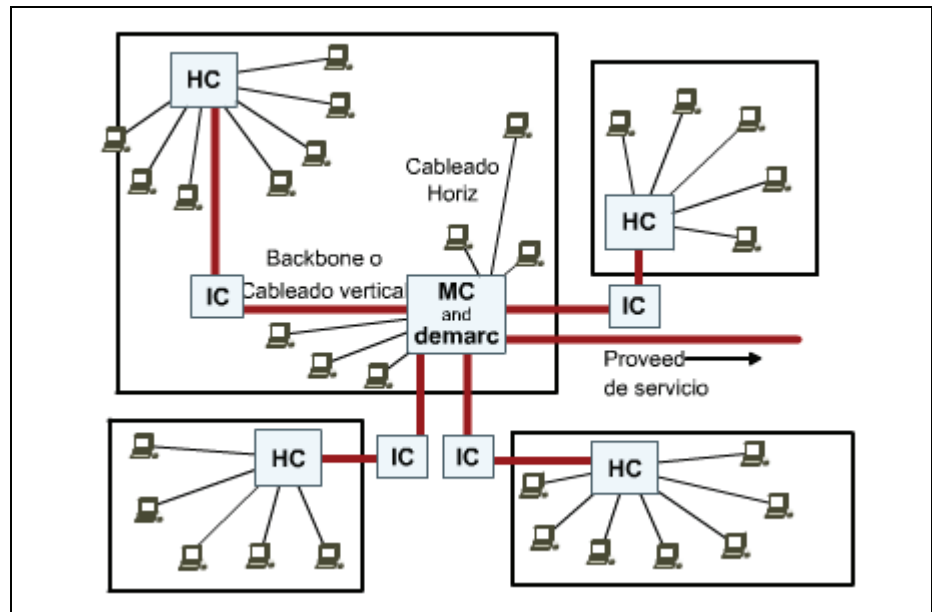 HC
Cableado
Horiz
HC
Backbone o
Cableado vertical
IC
MC
and
demarc
IC
Proveed
de servicio
HC
IC
IC
HC